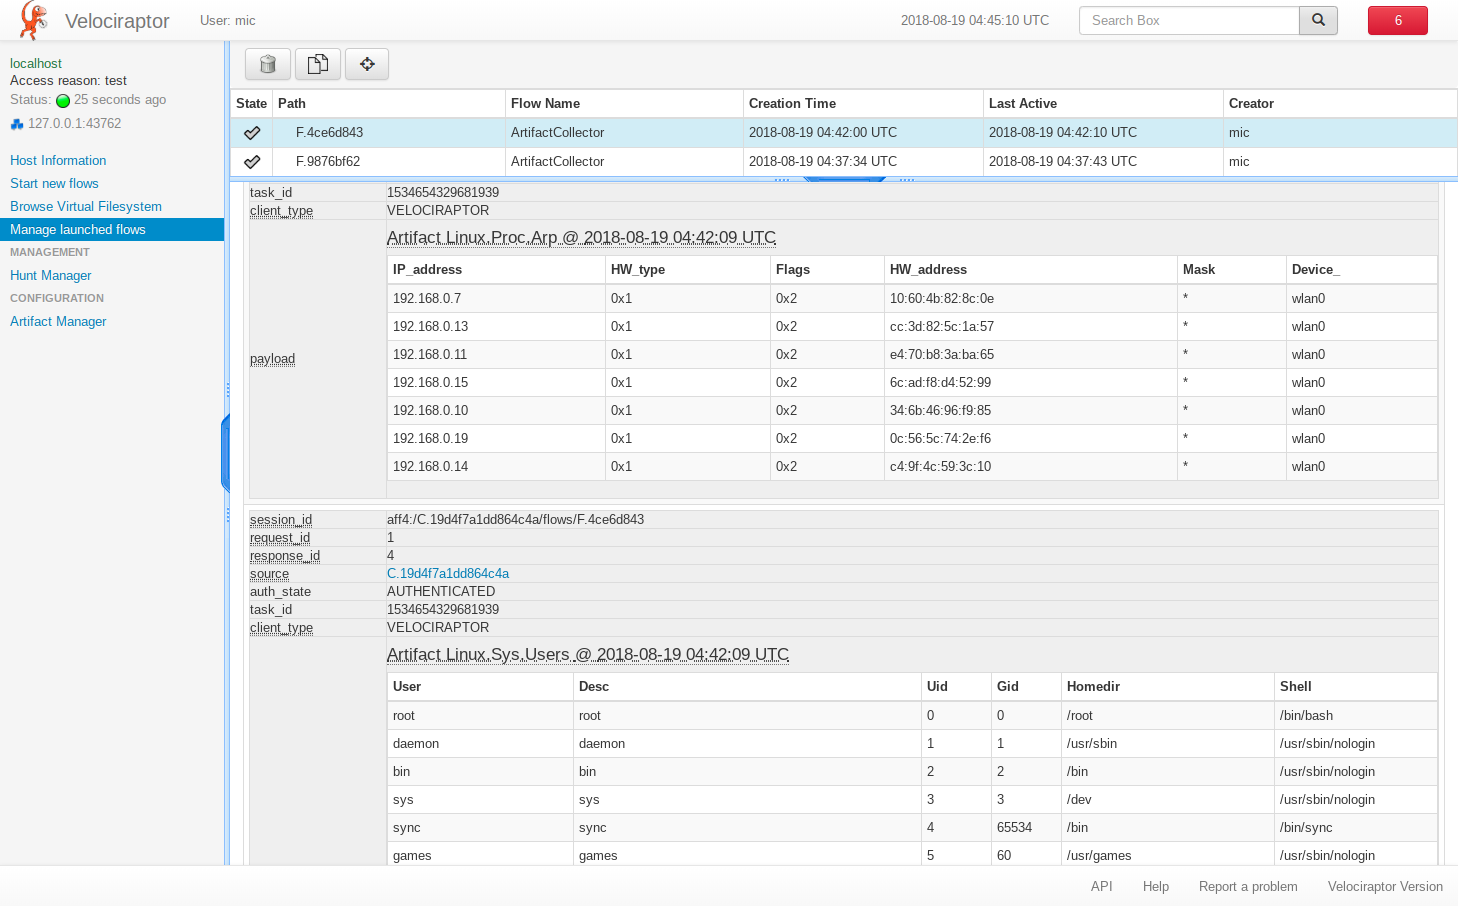 Velociraptor User: mic 2018-08-19 04:45:10 UTC Search Box 6
localhost
Access reason: test
Status: 25 seconds ago
127.0.0.1:43762
Host Information
Start new flows
Browse Virtual Filesystem
Manage launched flows
MANAGEMENT
Hunt Manager
CONFIGURATION
Artifact Manager
State Path Flow Name Creation Time Last Active Creator
F.4ce6d843 ArtifactCollector 2018-08-19 04:42:00 UTC 2018-08-19 04:42:10 UTC mic
F.9876bf62 ArtifactCollector 2018-08-19 04:37:34 UTC 2018-08-19 04:37:43 UTC mic
task_id 1534654329681939
client_type VELOCIRAPTOR
payload
Artifact Linux.Proc.Arp @ 2018-08-19 04:42:09 UTC
IP_address HW_type Flags HW_address Mask Device_
192.168.0.7 0x1 0x2 10:60:4b:82:8c:0e * wlan0
192.168.0.13 0x1 0x2 cc:3d:82:5c:1a:57 * wlan0
192.168.0.11 0x1 0x2 e4:70:b8:3a:ba:65 * wlan0
192.168.0.15 0x1 0x2 6c:ad:f8:d4:52:99 * wlan0
192.168.0.10 0x1 0x2 34:6b:46:96:f9:85 * wlan0
192.168.0.19 0x1 0x2 0c:56:5c:74:2e:f6 * wlan0
192.168.0.14 0x1 0x2 c4:9f:4c:59:3c:10 * wlan0
session_id aff4:/C.19d4f7a1dd864c4a/flows/F.4ce6d843
request_id 1
response_id 4
source C.19d4f7a1dd864c4a
auth_state AUTHENTICATED
task_id 1534654329681939
client_type VELOCIRAPTOR
Artifact Linux.Sys.Users @ 2018-08-19 04:42:09 UTC
User Desc Uid Gid Homedir Shell
root root 0 0 /root /bin/bash
daemon daemon 1 1 /usr/sbin /usr/sbin/nologin
bin bin 2 2 /bin /usr/sbin/nologin
sys sys 3 3 /dev /usr/sbin/nologin
sync sync 4 65534 /bin /bin/sync
games games 5 60 /usr/games /usr/sbin/nologin
API Help Report a problem Velociraptor Version